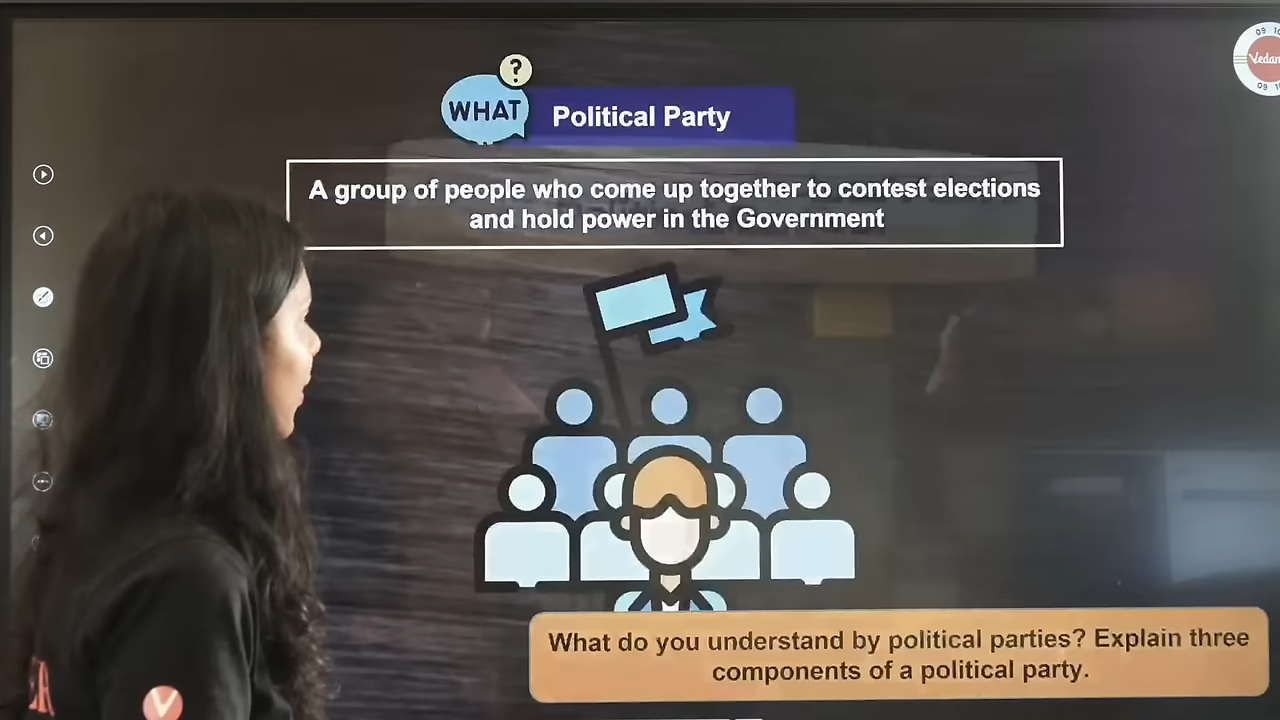 ?
WHAT
Political Party
A group of people who come up together to contest elections
and hold power in the Government
What do you understand by political parties? Explain three
components of a political party.
V